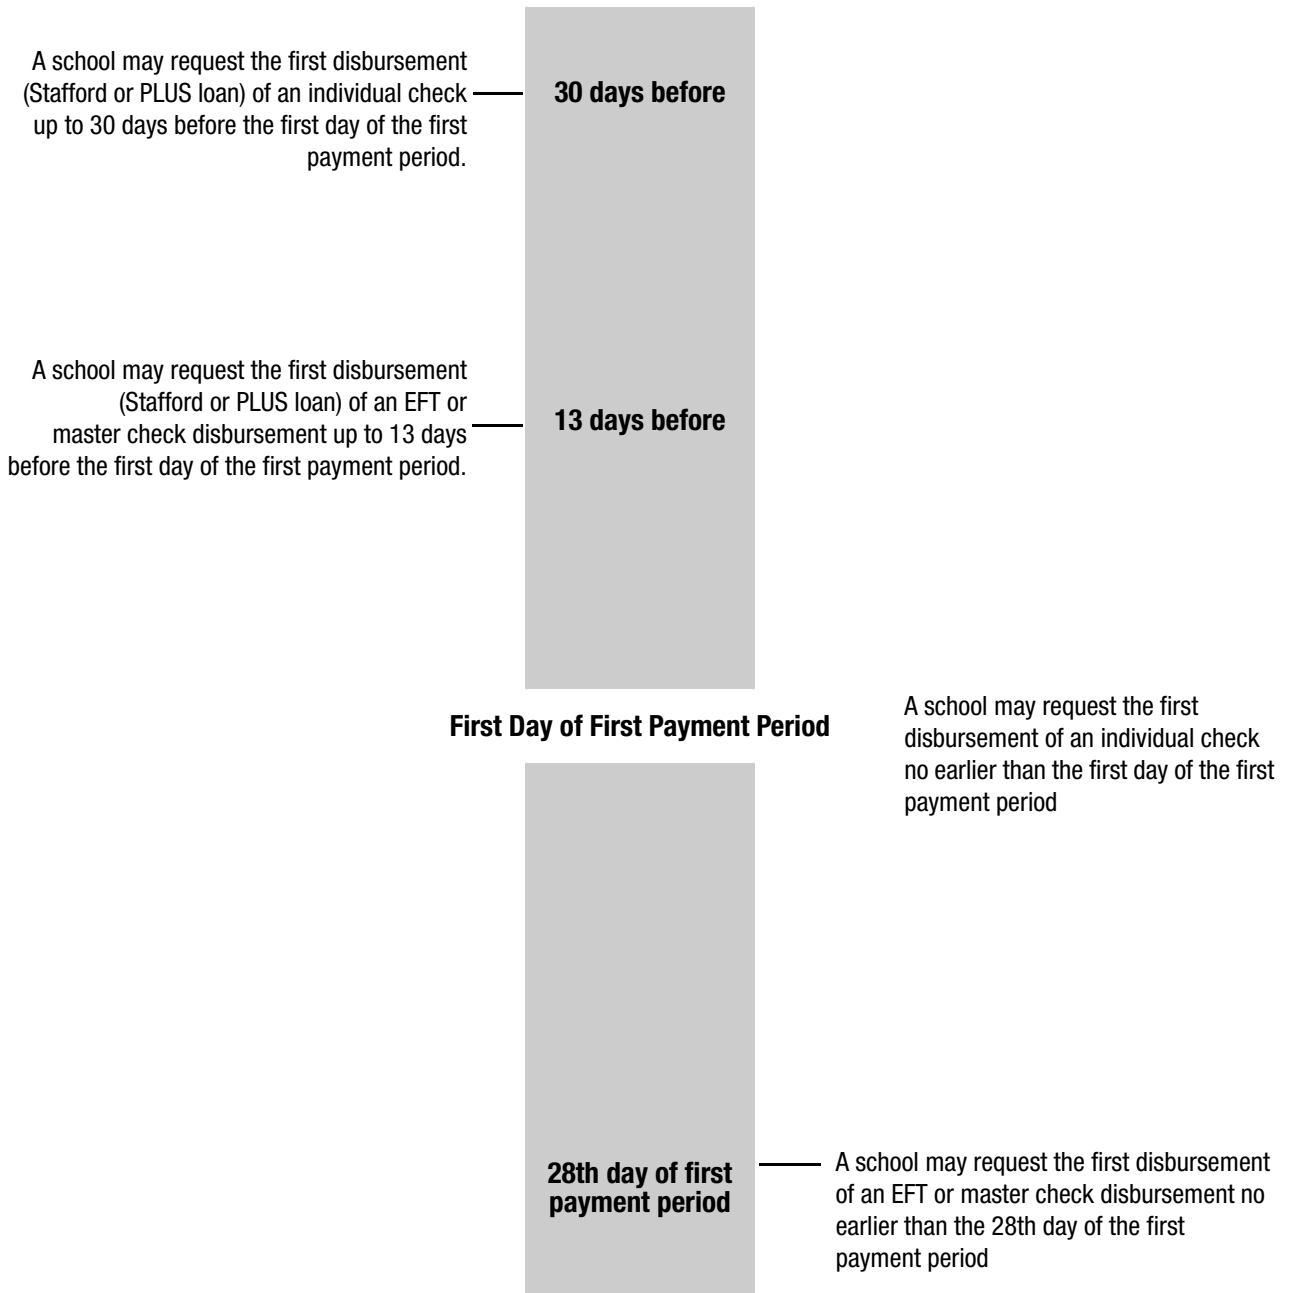 A school may request the first disbursement
(Stafford or PLUS loan) of an individual check
up to 30 days before the first day of the first
payment period.
30 days before
A school may request the first disbursement
(Stafford or PLUS loan) of an EFT or
master check disbursement up to 13 days
before the first day of the first payment period.
13 days before
First Day of First Payment Period
A school may request the first
disbursement of an individual check
no earlier than the first day of the first
payment period
28th day of first
payment period
A school may request the first disbursement
of an EFT or master check disbursement no
earlier than the 28th day of the first
payment period